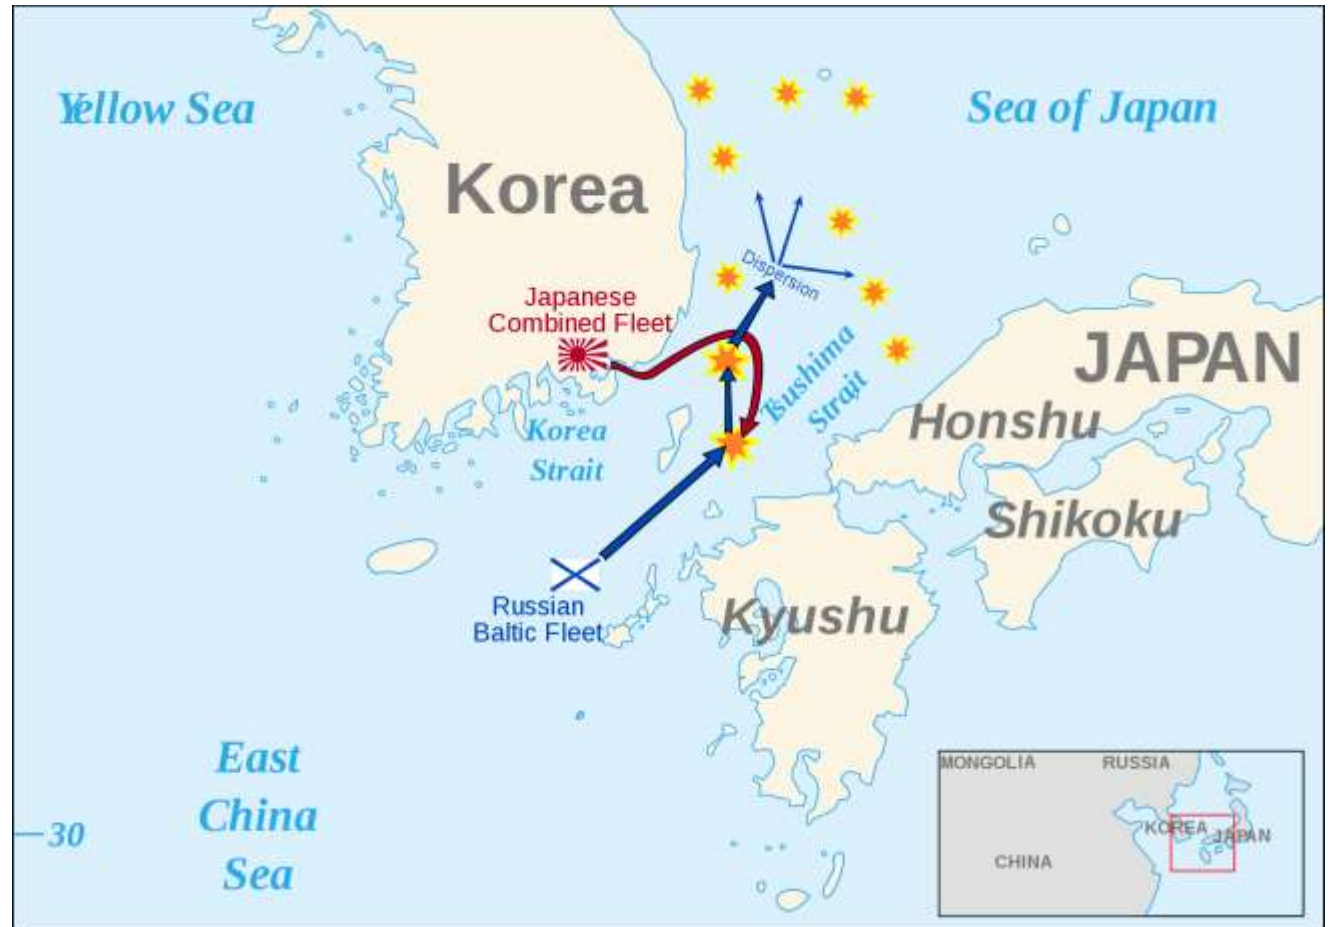 Yellow Sea
Sea of Japan
Korea
Dispersion
Japanese
Combined Fleet
Tsushima
Strait
JAPAN
Honshu
Korea
Strait
Shikoku
Russian
Baltic Fleet
Kyushu
East
China
Sea
30
MONGOLIA
RUSSIA
KOREA
JAPAN
CHINA